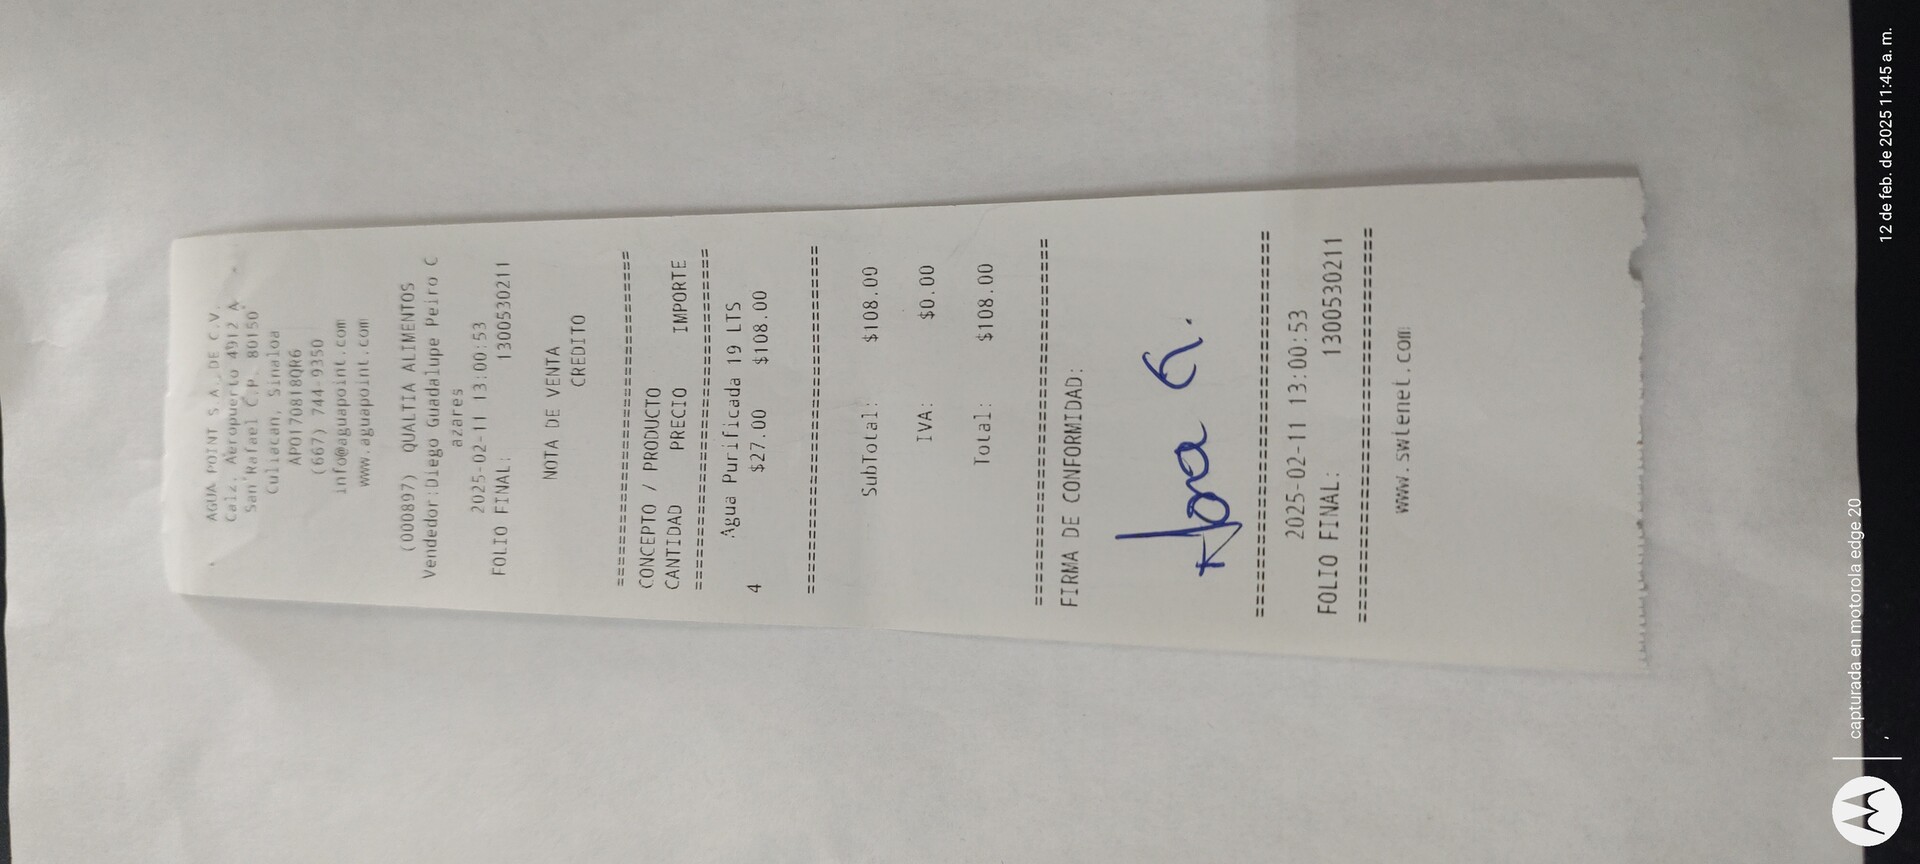 AGUA POINT S.A. DE C.V.
Calz. Aeropuerto 4912 A
San Rafael C.P. 80150
Culiacan, Sinaloa
APO170818QR6
(667) 744-9350
info@aguapoint.com
www.aguapoint.com
(000897) QUALTIA ALIMENTOS
Vendedor:Diego Guadalupe Peiro C
azares
2025-02-11 13:00:53
FOLIO FINAL: 1300530211
NOTA DE VENTA
CREDITO
================================
CONCEPTO / PRODUCTO
CANTIDAD PRECIO IMPORTE
================================
Agua Purificada 19 LTS
4 $27.00 $108.00
================================
SubTotal: $108.00
IVA: $0.00
Total: $108.00
================================
FIRMA DE CONFORMIDAD:
================================
2025-02-11 13:00:53
FOLIO FINAL: 1300530211
================================
www.swtenet.com
capturada en motorola edge 20
12 de feb. de 2025 11:45 a. m.